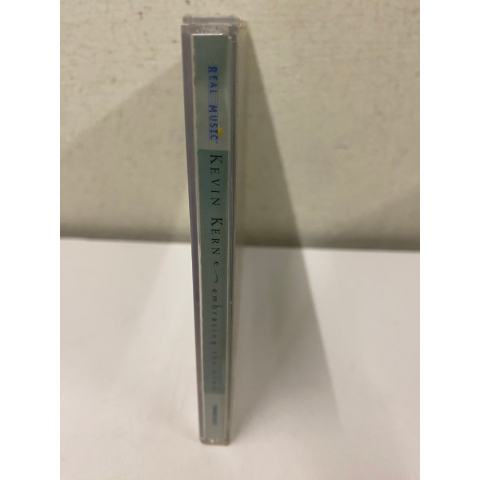 REAL MUSIC
KEVIN KERN
embracing the wind